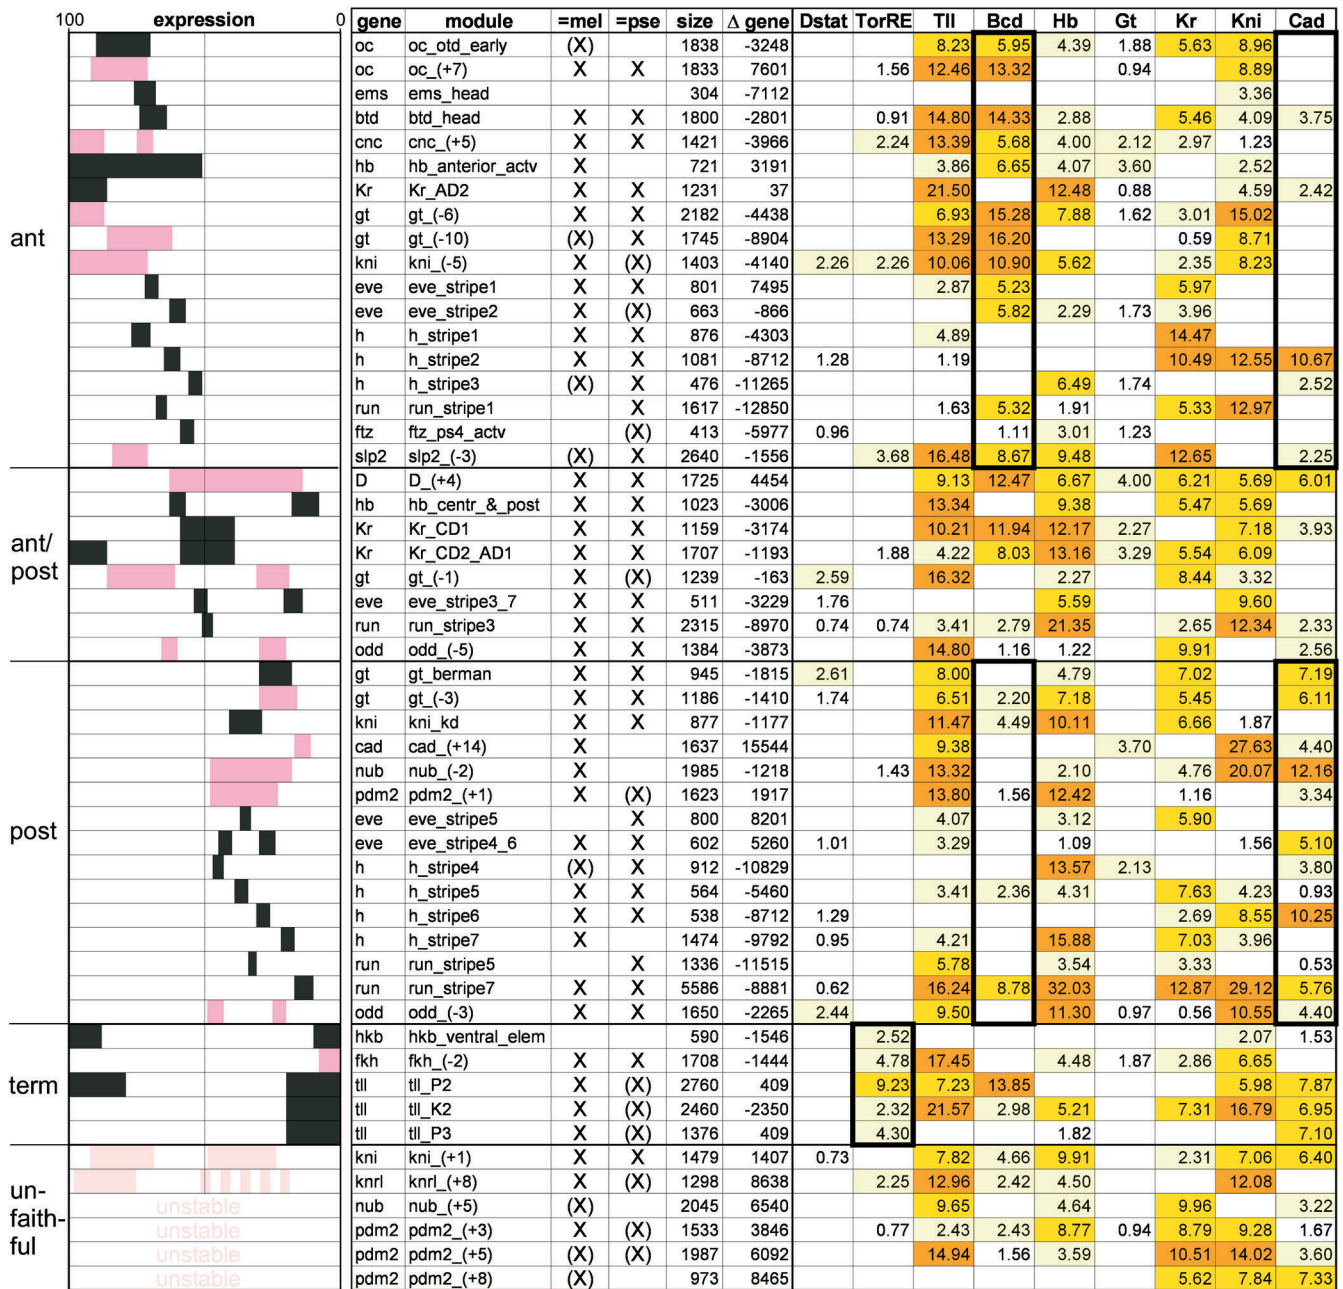 100 expression 0 gene module =mel =pse size Δ gene Dstat TorRE Tll Bcd Hb Gt Kr Kni Cad
oc oc_otd_early (X) 1838 -3248 8.23 5.95 4.39 1.88 5.63 8.96
oc oc_(+7) X X 1833 7601 1.56 12.46 13.32 0.94 8.89
ems ems_head 304 -7112 3.36
btd btd_head X X 1800 -2801 0.91 14.80 14.33 2.88 5.46 4.09 3.75
cnc cnc_(+5) X X 1421 -3966 2.24 13.39 5.68 4.00 2.12 2.97 1.23
hb hb_anterior_actv X 721 3191 3.86 6.65 4.07 3.60 2.52
Kr Kr_AD2 X X 1231 37 21.50 12.48 0.88 4.59 2.42
gt gt_(-6) X X 2182 -4438 6.93 15.28 7.88 1.62 3.01 15.02
ant
gt gt_(-10) (X) X 1745 -8904 13.29 16.20 0.59 8.71
kni kni_(-5) X (X) 1403 -4140 2.26 2.26 10.06 10.90 5.62 2.35 8.23
eve eve_stripe1 X X 801 7495 2.87 5.23 5.97
eve eve_stripe2 X (X) 663 -866 5.82 2.29 1.73 3.96
h h_stripe1 X X 876 -4303 4.89 14.47
h h_stripe2 X X 1081 -8712 1.28 1.19 10.49 12.55 10.67
h h_stripe3 (X) X 476 -11265 6.49 1.74 2.52
run run_stripe1 X 1617 -12850 1.63 5.32 1.91 5.33 12.97
ftz ftz_ps4_actv (X) 413 -5977 0.96 1.11 3.01 1.23
slp2 slp2_(-3) (X) X 2640 -1556 3.68 16.48 8.67 9.48 12.65 2.25
D D_(+4) X X 1725 4454 9.13 12.47 6.67 4.00 6.21 5.69 6.01
hb hb_centr_&_post X X 1023 -3006 13.34 9.38 5.47 5.69
Kr Kr_CD1 X X 1159 -3174 10.21 11.94 12.17 2.27 7.18 3.93
ant/
post
Kr Kr_CD2_AD1 X X 1707 -1193 1.88 4.22 8.03 13.16 3.29 5.54 6.09
gt gt_(-1) X (X) 1239 -163 2.59 16.32 2.27 8.44 3.32
eve eve_stripe3_7 X X 511 -3229 1.76 5.59 9.60
run run_stripe3 X X 2315 -8970 0.74 0.74 3.41 2.79 21.35 2.65 12.34 2.33
odd odd_(-5) X X 1384 -3873 14.80 1.16 1.22 9.91 2.56
gt gt_berman X X 945 -1815 2.61 8.00 4.79 7.02 7.19
gt gt_(-3) X X 1186 -1410 1.74 6.51 2.20 7.18 5.45 6.11
kni kni_kd X X 877 -1177 11.47 4.49 10.11 6.66 1.87
cad cad_(+14) X 1637 15544 9.38 3.70 27.63 4.40
nub nub_(-2) X 1985 -1218 1.43 13.32 2.10 4.76 20.07 12.16
pdm2 pdm2_(+1) X (X) 1623 1917 13.80 1.56 12.42 1.16 3.34
eve eve_stripe5 X 800 8201 4.07 3.12 5.90
post
eve eve_stripe4_6 X X 602 5260 1.01 3.29 1.09 1.56 5.10
h h_stripe4 (X) X 912 -10829 13.57 2.13 3.80
h h_stripe5 X X 564 -5460 3.41 2.36 4.31 7.63 4.23 0.93
h h_stripe6 X X 538 -8712 1.29 2.69 8.55 10.25
h h_stripe7 X 1474 -9792 0.95 4.21 15.88 7.03 3.96
run run_stripe5 X 1336 -11515 5.78 3.54 3.33 0.53
run run_stripe7 X X 5586 -8881 0.62 16.24 8.78 32.03 12.87 29.12 5.76
odd odd_(-3) X X 1650 -2265 2.44 9.50 11.30 0.97 0.56 10.55 4.40
hkb hkb_ventral_elem 590 -1546 2.52 2.07 1.53
fkh fkh_(-2) X X 1708 -1444 4.78 17.45 4.48 1.87 2.86 6.65
term tll tll_P2 X (X) 2760 409 9.23 7.23 13.85 5.98 7.87
tll tll_K2 X (X) 2460 -2350 2.32 21.57 2.98 5.21 7.31 16.79 6.95
tll tll_P3 X (X) 1376 409 4.30 1.82 7.10
kni kni_(+1) X X 1479 1407 0.73 7.82 4.66 9.91 2.31 7.06 6.40
knrl knrl_(+8) X (X) 1298 8638 2.25 12.96 2.42 4.50 12.08
un-
faith-
ful
unstable nub nub_(+5) (X) 2045 6540 9.65 4.64 9.96 3.22
unstable pdm2 pdm2_(+3) X (X) 1533 3846 0.77 2.43 2.43 8.77 0.94 8.79 9.28 1.67
unstable pdm2 pdm2_(+5) (X) (X) 1987 6092 14.94 1.56 3.59 10.51 14.02 3.60
unstable pdm2 pdm2_(+8) (X) 973 8465 5.62 7.84 7.33